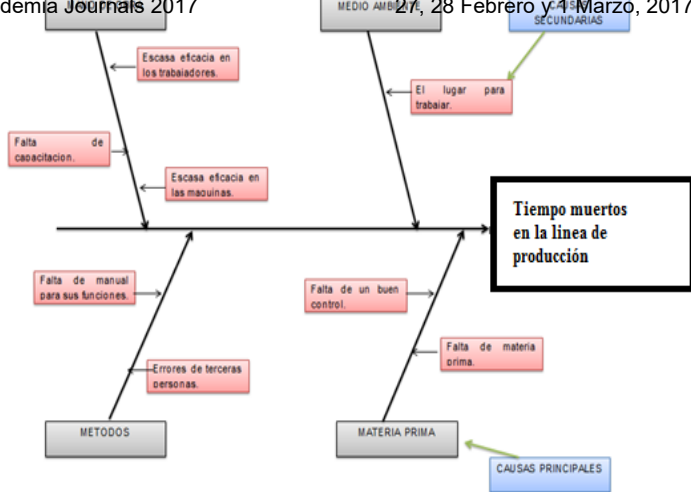 demia Journals 2017
27, 28 Febrero y 1 Marzo, 2017
MEDIO AMBIENTE
SECUNDARIAS
Escasa eficacia en
los trabajadores.
El lugar para
trabajar.
Falta de
capacitacion.
Escasa eficacia en
las maquinas.
Tiempo muertos
en la linea de
producción
Falta de manual
para sus funciones.
Falta de un buen
control.
Errores de terceras
personas.
Falta de materia
prima.
METODOS
MATERIA PRIMA
CAUSAS PRINCIPALES